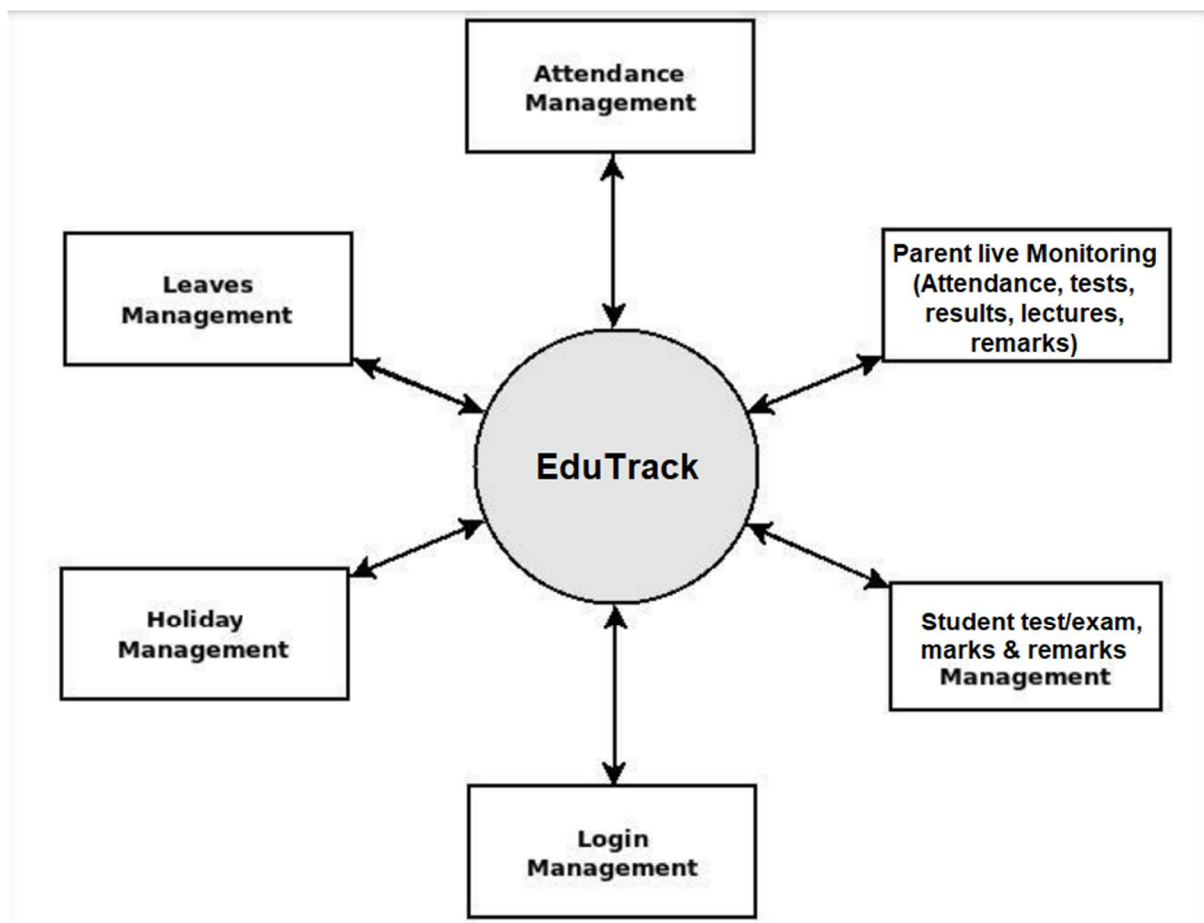 Attendance
Management
Leaves
Management
Parent live Monitoring
(Attendance, tests,
results, lectures,
remarks)
EduTrack
Holiday
Management
Student test/exam,
marks & remarks
Management
Login
Management